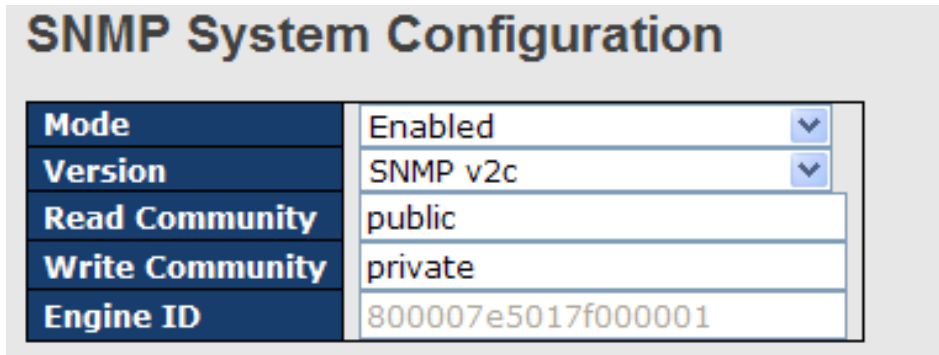 SNMP System Configuration
Mode Enabled
Version SNMP v2c
Read Community public
Write Community private
Engine ID 800007e5017f000001